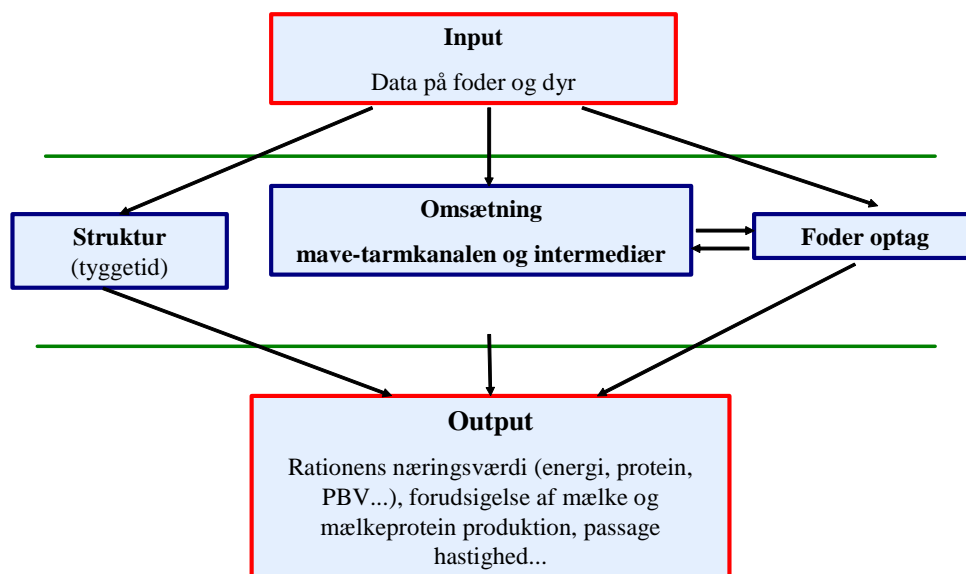 Input
Data på foder og dyr
Omsætning
mave-tarmkanalen og intermediær
Struktur
(tyggetid)
Foder optag
Output
Rationens næringsværdi (energi, protein,
PBV...), forudsigelse af mælke og
mælkeprotein produktion, passage
hastighed...